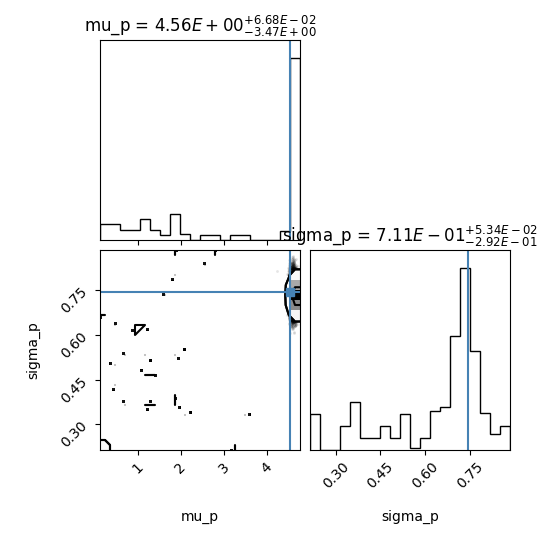 mu_p = 4.56E + 00+6.68E − 02
−3.47E + 00
sigma_p = 7.11E − 01+5.34E − 02
−2.92E − 01
0.75
0.60
0.45
0.30
sigma_p
1 2 3 4
mu_p
0.30 0.45 0.60 0.75
sigma_p